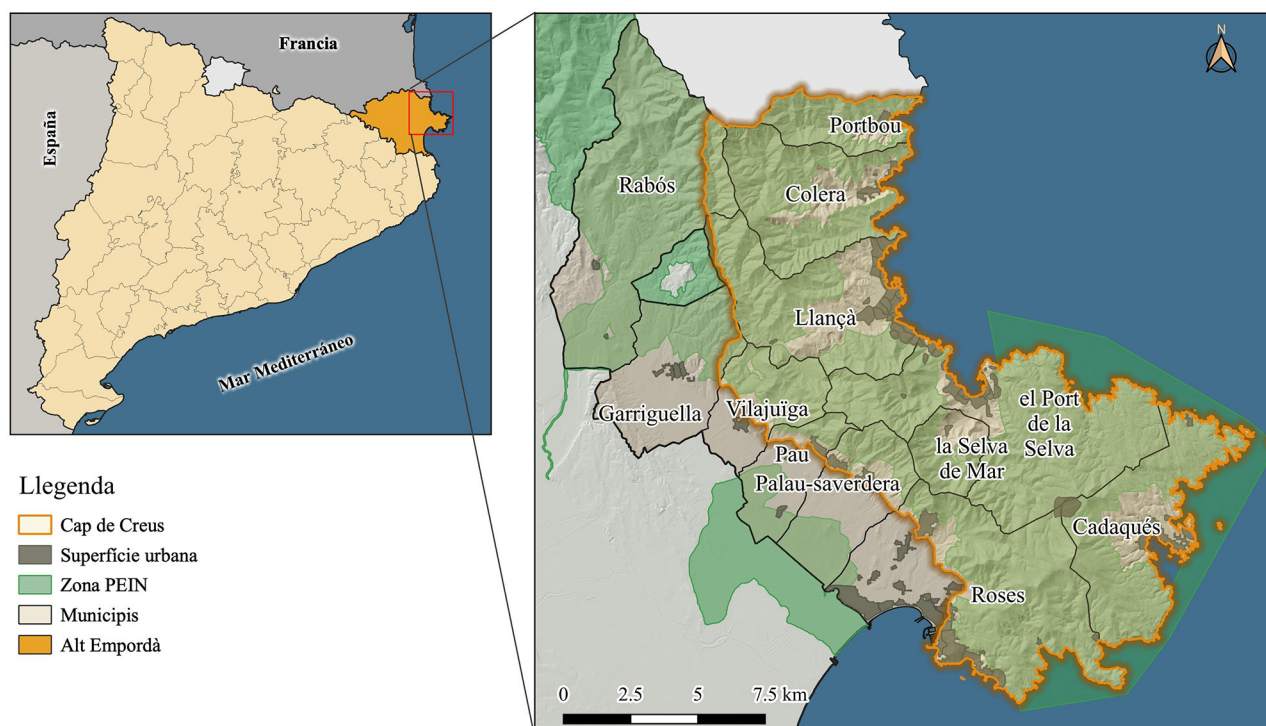 Francia
España
Mar Mediterráneo
Llegenda
Cap de Creus
Superfície urbana
Zona PEIN
Municipis
Alt Empordà
N
Portbou
Rabós
Colera
Llançà
Garriguella
Vilajuïga
el Port
de la
Selva
Pau
la Selva
de Mar
Palau-saverdera
Cadaqués
Roses
0 2.5 5 7.5 km